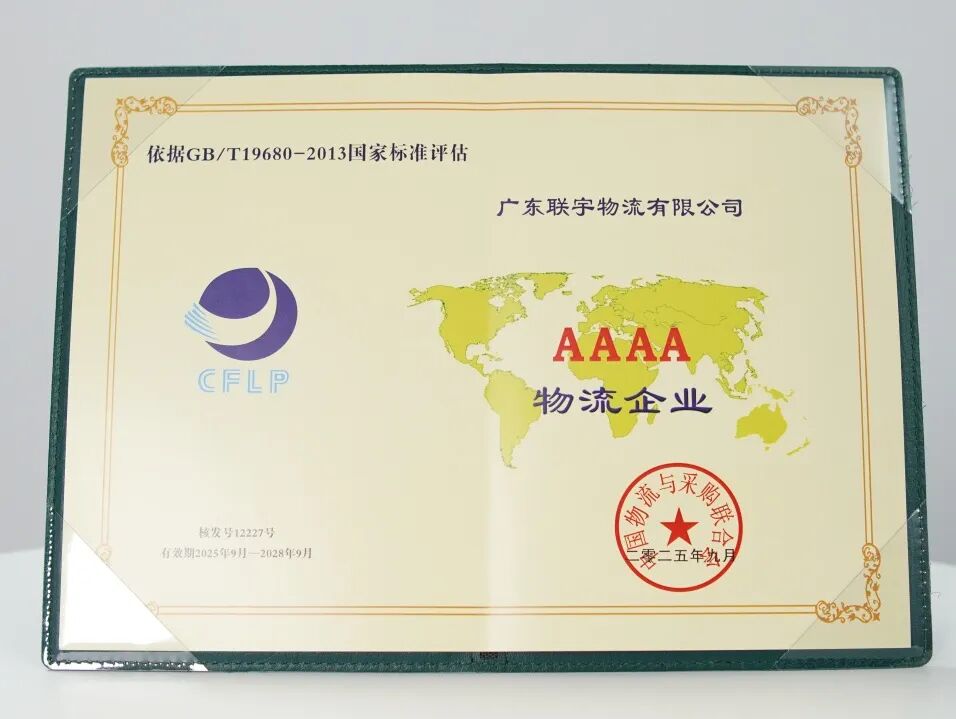 依据GB/T19680-2013国家标准评估
广东联宇物流有限公司
CFLP
AAAA
物流企业
核发号12227号
有效期2025年9月—2028年9月
中国物流与采购联合会
二零二五年九月